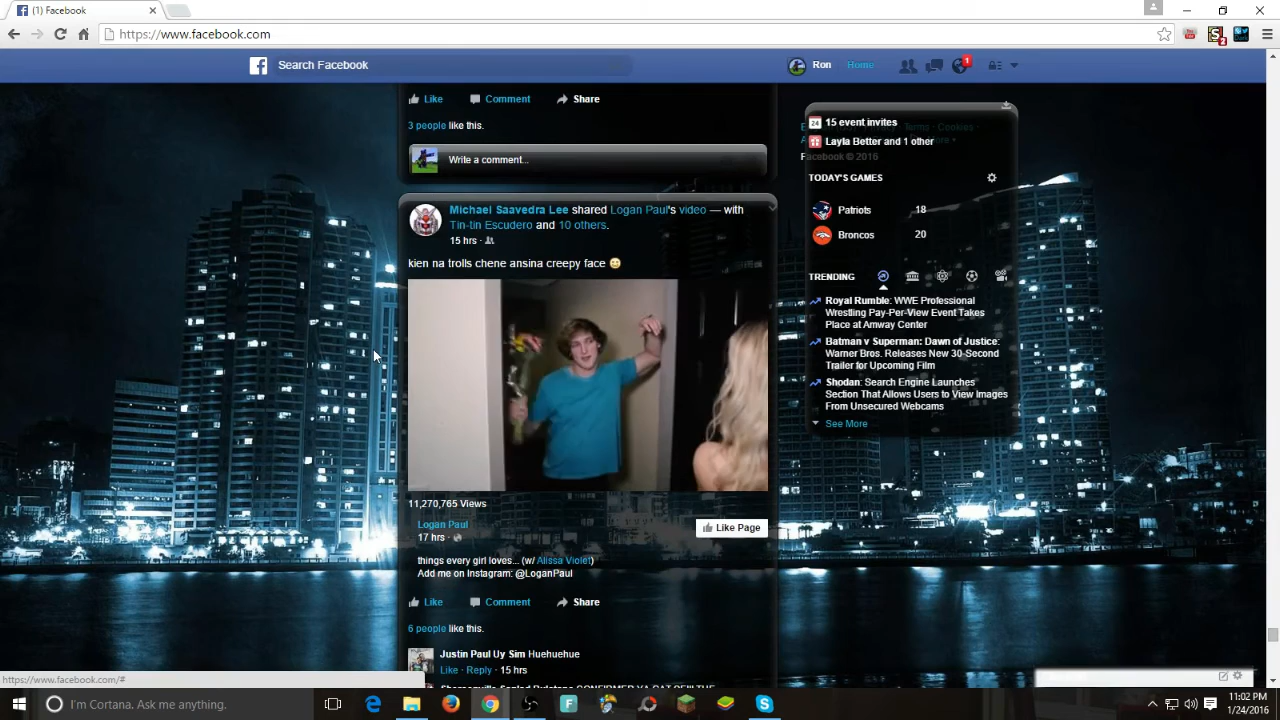 (1) Facebook
https://www.facebook.com
2
Search Facebook
Ron
Home
1
Like Comment Share
3 people like this.
Write a comment...
Michael Saavedra Lee shared Logan Paul's video — with
Tin-tin Escudero and 10 others.
15 hrs ·
kien na trolls chene ansina creepy face
11,270,765 Views
Logan Paul
17 hrs ·
Like Page
things every girl loves... (w/ Alissa Violet)
Add me on Instagram: @LoganPaul
Like Comment Share
6 people like this.
Justin Paul Uy Sim Huehuehue
Like · Reply · 15 hrs
24
15 event invites
Layla Better and 1 other
Privacy · Terms · Cookies ·
Facebook © 2016
TODAY'S GAMES
Patriots 18
Broncos 20
TRENDING
Royal Rumble: WWE Professional
Wrestling Pay-Per-View Event Takes
Place at Amway Center
Batman v Superman: Dawn of Justice:
Warner Bros. Releases New 30-Second
Trailer for Upcoming Film
Shodan: Search Engine Launches
Section That Allows Users to View Images
From Unsecured Webcams
See More
https://www.facebook.com/#
I'm Cortana. Ask me anything.
11:02 PM
1/24/2016